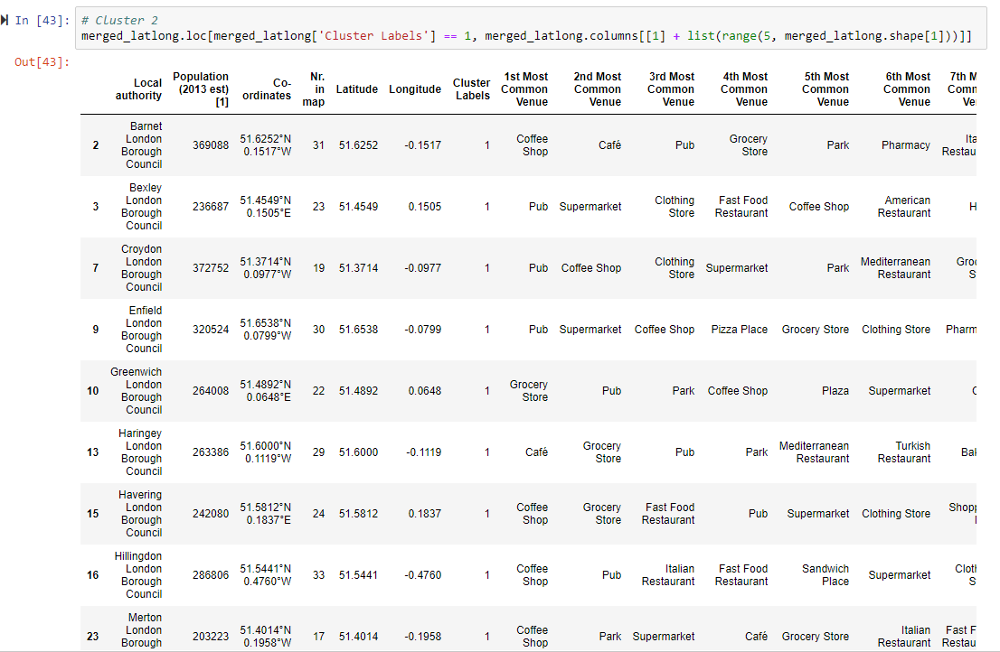 In [43]: # Cluster 2
merged_latlong.loc[merged_latlong['Cluster Labels'] == 1, merged_latlong.columns[[1] + list(range(5, merged_latlong.shape[1]))]]
Out[43]:
Local authority Population (2013 est) [1] Co-ordinates Nr. in map Latitude Longitude Cluster Labels 1st Most Common Venue 2nd Most Common Venue 3rd Most Common Venue 4th Most Common Venue 5th Most Common Venue 6th Most Common Venue 7th
2 Barnet London Borough Council 369088 51.6252°N 0.1517°W 31 51.6252 -0.1517 1 Coffee Shop Café Pub Grocery Store Park Pharmacy
3 Bexley London Borough Council 236687 51.4549°N 0.1505°E 23 51.4549 0.1505 1 Pub Supermarket Clothing Store Fast Food Restaurant Coffee Shop American Restaurant
7 Croydon London Borough Council 372752 51.3714°N 0.0977°W 19 51.3714 -0.0977 1 Pub Coffee Shop Clothing Store Supermarket Park Mediterranean Restaurant
9 Enfield London Borough Council 320524 51.6538°N 0.0799°W 30 51.6538 -0.0799 1 Pub Supermarket Coffee Shop Pizza Place Grocery Store Clothing Store
10 Greenwich London Borough Council 264008 51.4892°N 0.0648°E 22 51.4892 0.0648 1 Grocery Store Pub Park Coffee Shop Plaza Supermarket
13 Haringey London Borough Council 263386 51.6000°N 0.1119°W 29 51.6000 -0.1119 1 Café Grocery Store Pub Park Mediterranean Restaurant Turkish Restaurant
15 Havering London Borough Council 242080 51.5812°N 0.1837°E 24 51.5812 0.1837 1 Coffee Shop Grocery Store Fast Food Restaurant Pub Supermarket Clothing Store
16 Hillingdon London Borough Council 286806 51.5441°N 0.4760°W 33 51.5441 -0.4760 1 Coffee Shop Pub Italian Restaurant Fast Food Restaurant Sandwich Place Supermarket
23 Merton London Borough 203223 51.4014°N 0.1958°W 17 51.4014 -0.1958 1 Coffee Shop Park Supermarket Café Grocery Store Italian Restaurant Fast